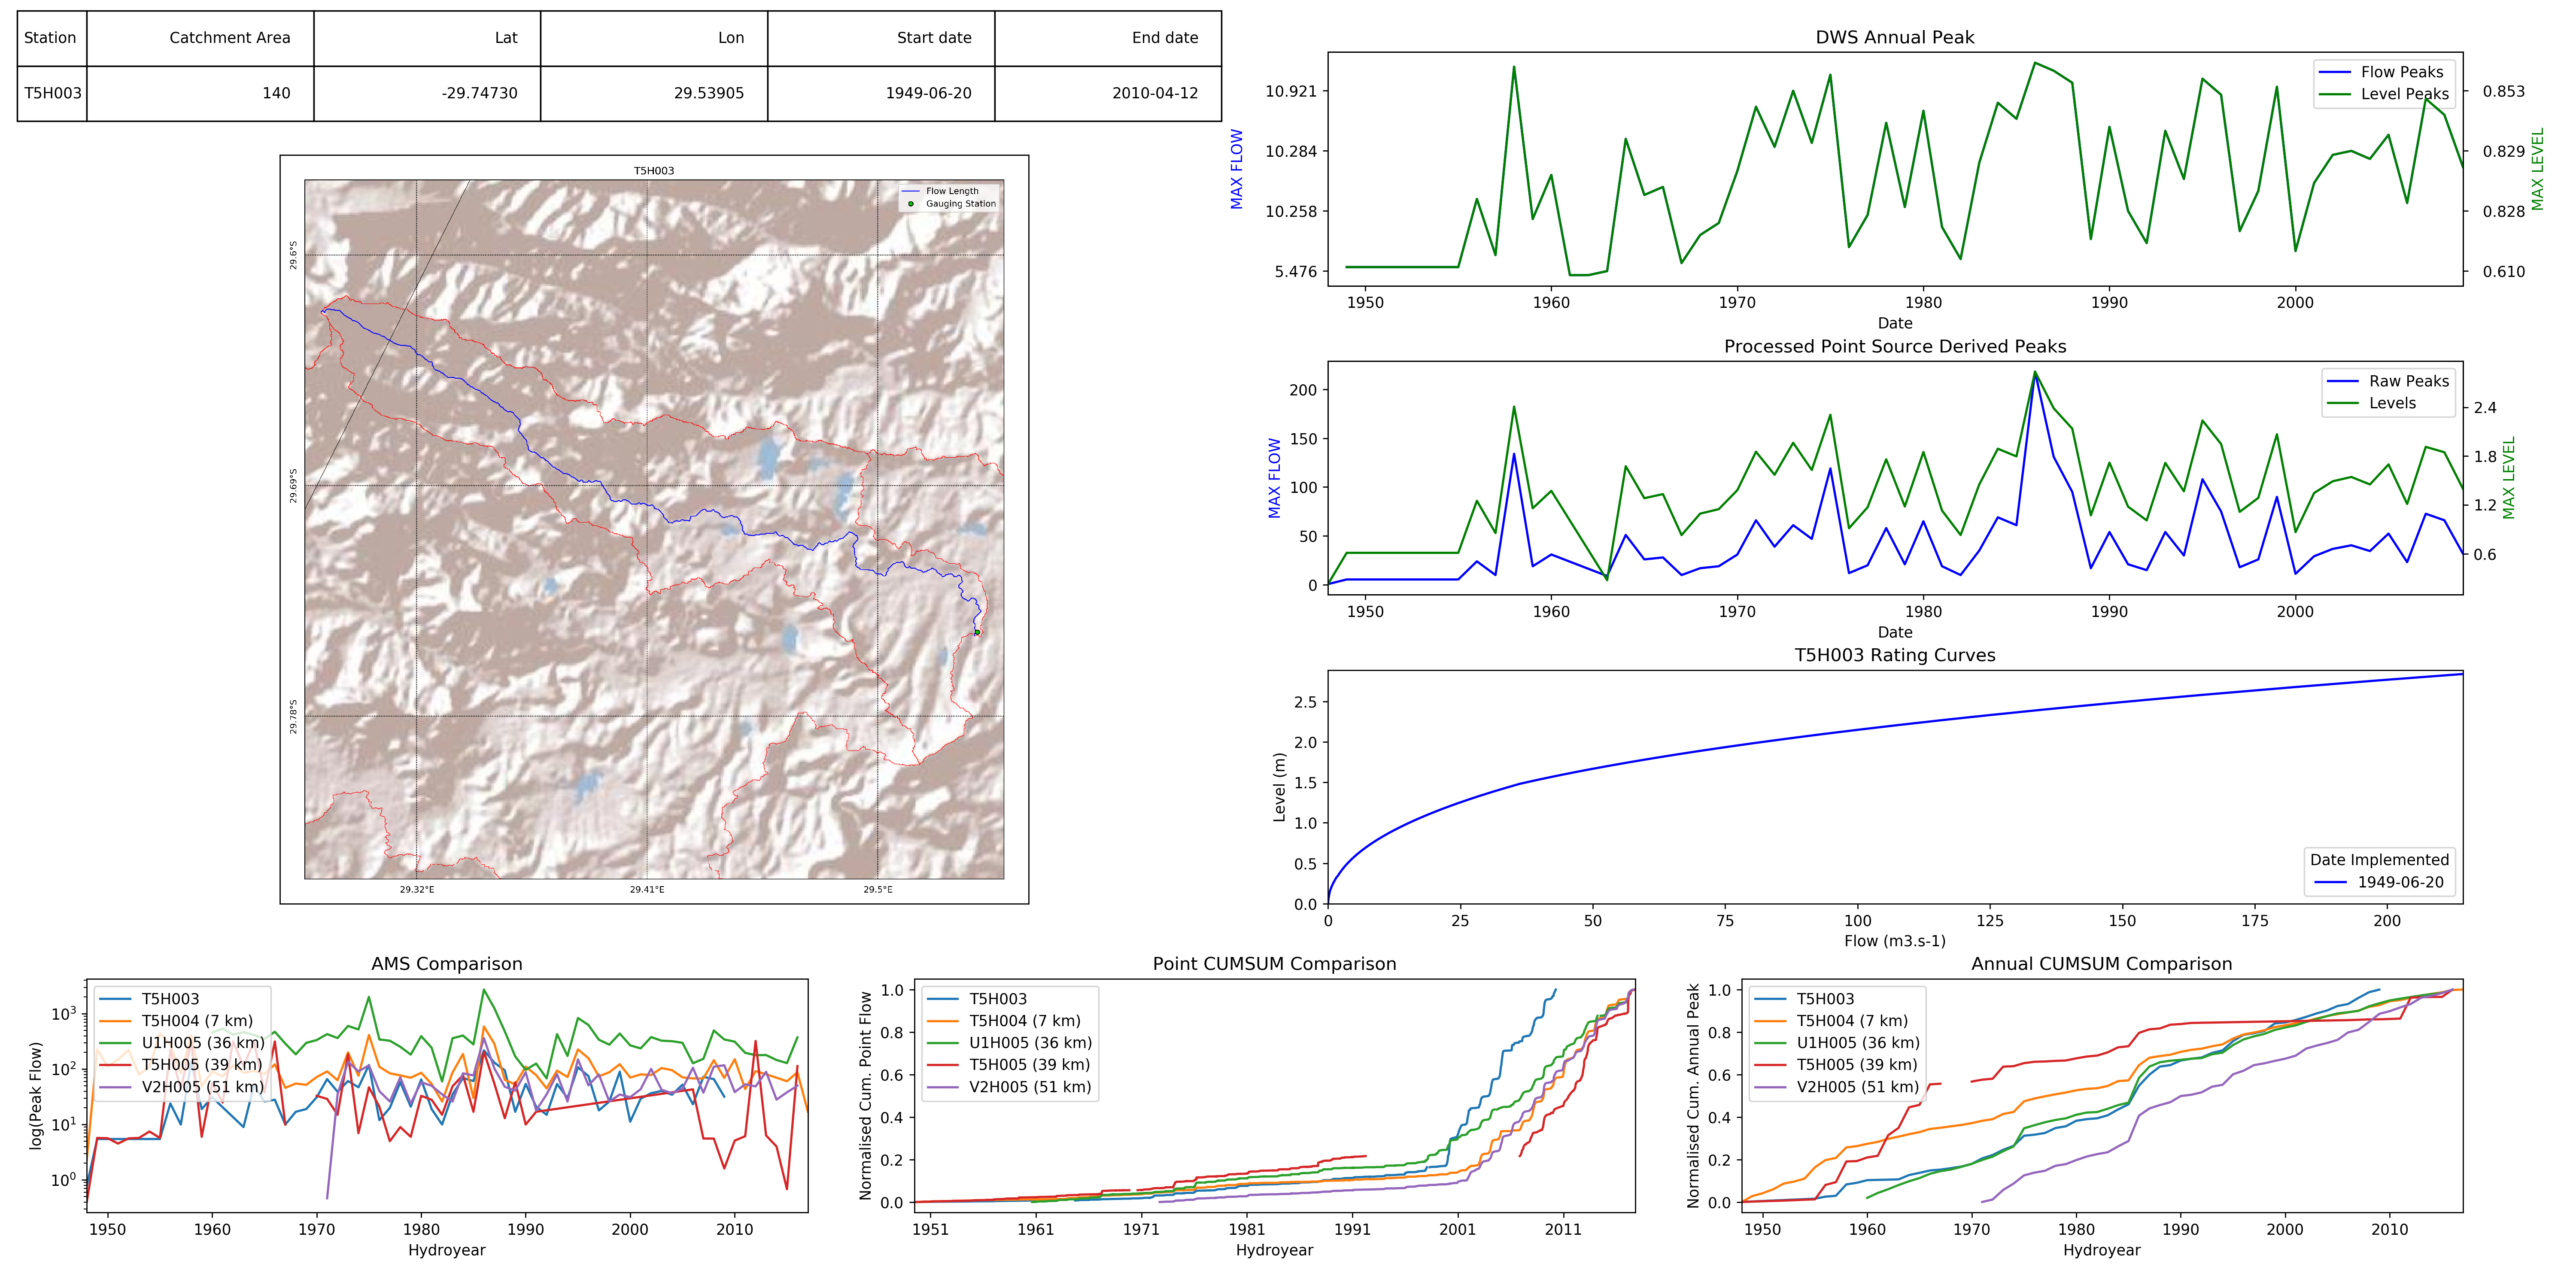 Station Catchment Area Lat Lon Start date End date
T5H003 140 -29.74730 29.53905 1949-06-20 2010-04-12
T5H003
Flow Length
Gauging Station
29.6°S
29.69°S
29.78°S
29.32°E 29.41°E 29.5°E
DWS Annual Peak
Flow Peaks
Level Peaks
MAX FLOW
10.921
10.284
10.258
5.476
0.853
0.829
0.828
0.610
MAX LEVEL
1950 1960 1970 1980 1990 2000
Date
Processed Point Source Derived Peaks
Raw Peaks
Levels
MAX FLOW
200
150
100
50
0
2.4
1.8
1.2
0.6
MAX LEVEL
1950 1960 1970 1980 1990 2000
Date
T5H003 Rating Curves
Level (m)
2.5
2.0
1.5
1.0
0.5
0.0
Date Implemented
1949-06-20
0 25 50 75 100 125 150 175 200
Flow (m3.s-1)
AMS Comparison
T5H003
T5H004 (7 km)
U1H005 (36 km)
T5H005 (39 km)
V2H005 (51 km)
log(Peak Flow)
10³
10²
10¹
10⁰
1950 1960 1970 1980 1990 2000 2010
Hydroyear
Point CUMSUM Comparison
T5H003
T5H004 (7 km)
U1H005 (36 km)
T5H005 (39 km)
V2H005 (51 km)
Normalised Cum. Point Flow
1.0
0.8
0.6
0.4
0.2
0.0
1951 1961 1971 1981 1991 2001 2011
Hydroyear
Annual CUMSUM Comparison
T5H003
T5H004 (7 km)
U1H005 (36 km)
T5H005 (39 km)
V2H005 (51 km)
Normalised Cum. Annual Peak
1.0
0.8
0.6
0.4
0.2
0.0
1950 1960 1970 1980 1990 2000 2010
Hydroyear